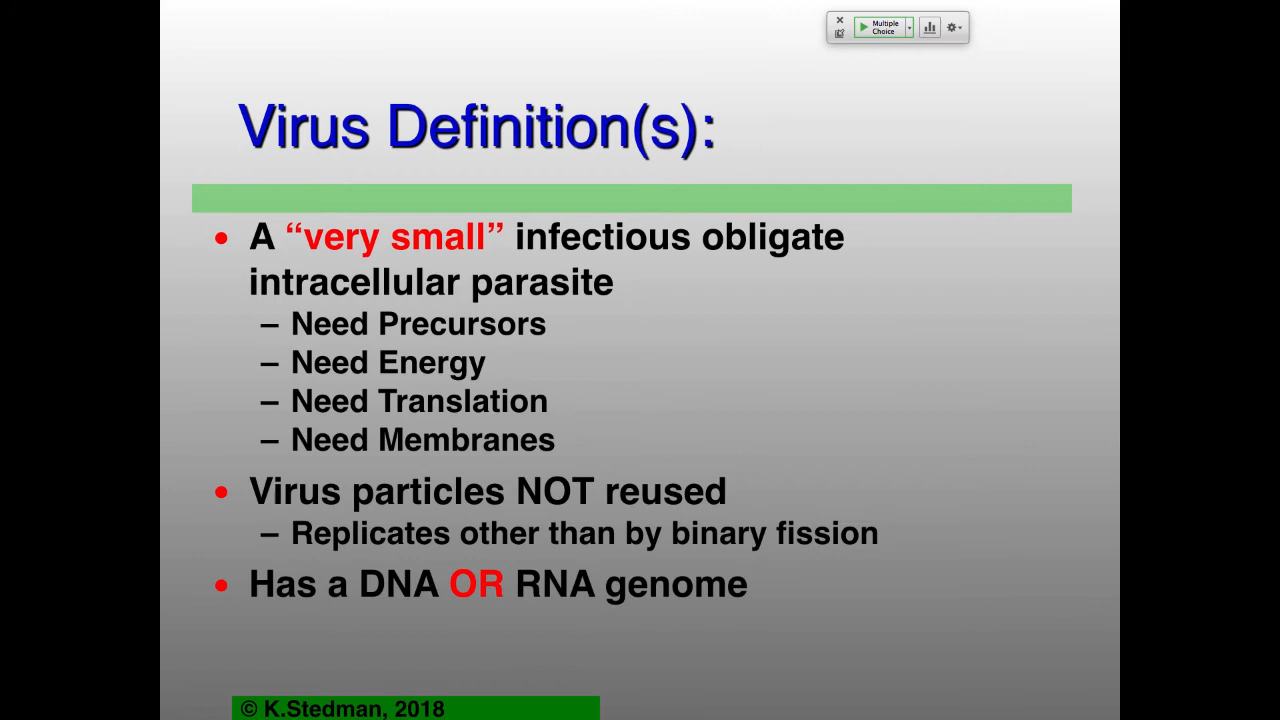 Multiple
Choice
Virus Definition(s):
• A “very small” infectious obligate
intracellular parasite
– Need Precursors
– Need Energy
– Need Translation
– Need Membranes
• Virus particles NOT reused
– Replicates other than by binary fission
• Has a DNA OR RNA genome
© K.Stedman, 2018